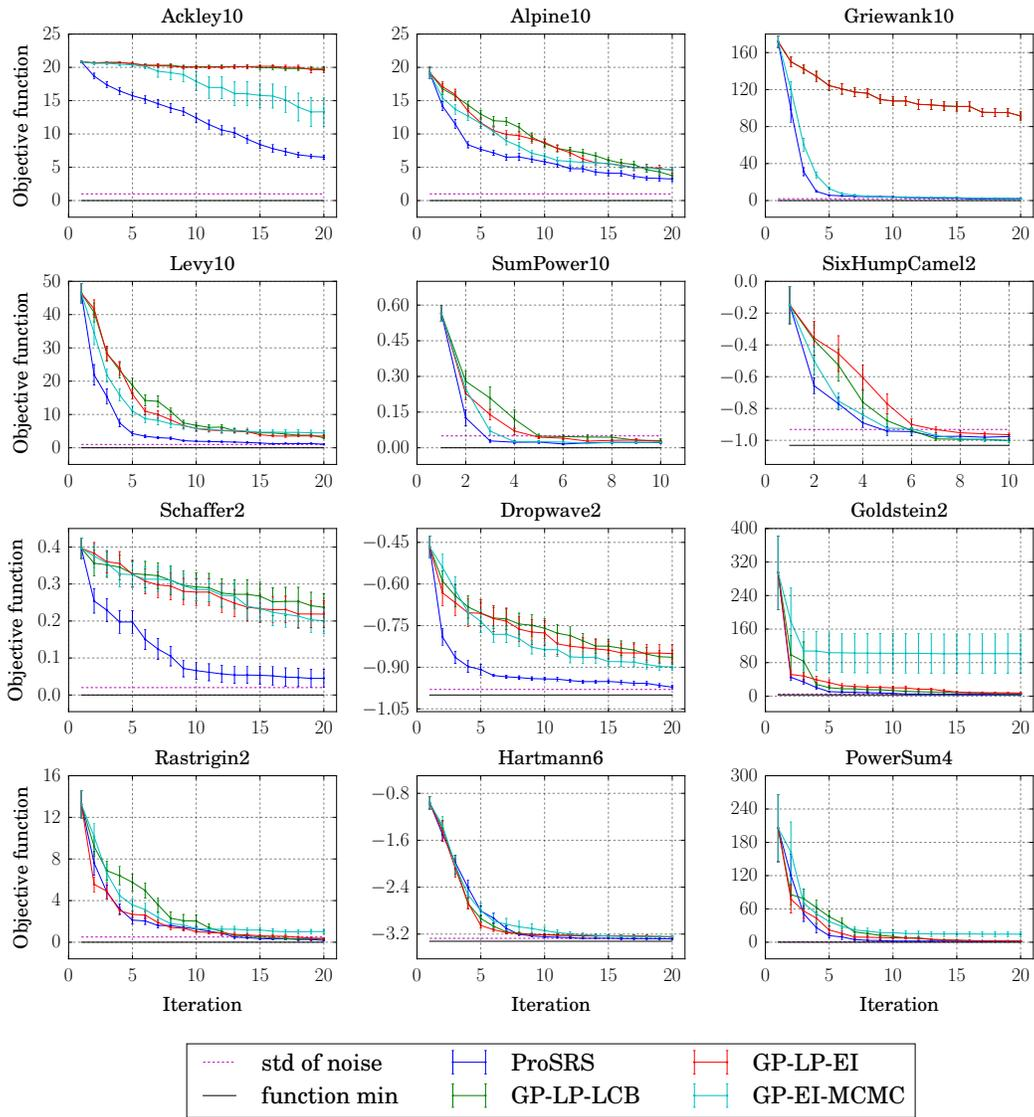 Ackley10
Alpine10
Griewank10
25
20
15
10
5
0
0 5 10 15 20
25
20
15
10
5
0
0 5 10 15 20
160
120
80
40
0
0 5 10 15 20
Objective function
Levy10
SumPower10
SixHumpCamel2
50
40
30
20
10
0
0 5 10 15 20
0.60
0.45
0.30
0.15
0.00
0 2 4 6 8 10
0.0
−0.2
−0.4
−0.6
−0.8
−1.0
0 2 4 6 8 10
Objective function
Schaffer2
Dropwave2
Goldstein2
0.4
0.3
0.2
0.1
0.0
0 5 10 15 20
−0.45
−0.60
−0.75
−0.90
−1.05
0 5 10 15 20
400
320
240
160
80
0
0 5 10 15 20
Objective function
Rastrigin2
Hartmann6
PowerSum4
16
12
8
4
0
0 5 10 15 20
−0.8
−1.6
−2.4
−3.2
0 5 10 15 20
300
240
180
120
60
0
0 5 10 15 20
Objective function
Iteration
Iteration
Iteration
std of noise
function min
ProSRS
GP-LP-LCB
GP-LP-EI
GP-EI-MCMC